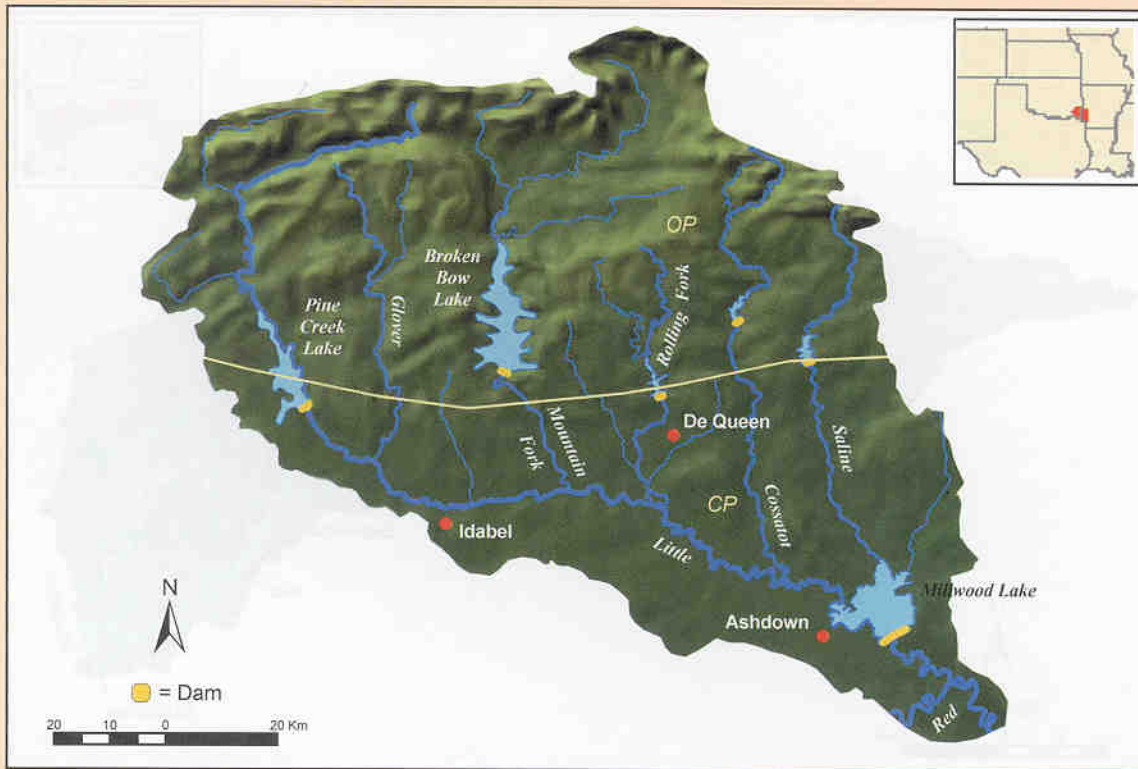 OP
Broken
Bow
Lake
Pine
Creek
Lake
Glover
Rolling Fork
De Queen
Mountain
Fork
Saline
CP
Cossatot
Idabel
Little
Millwood Lake
Ashdown
N
= Dam
Red
20 10 0 20 Km